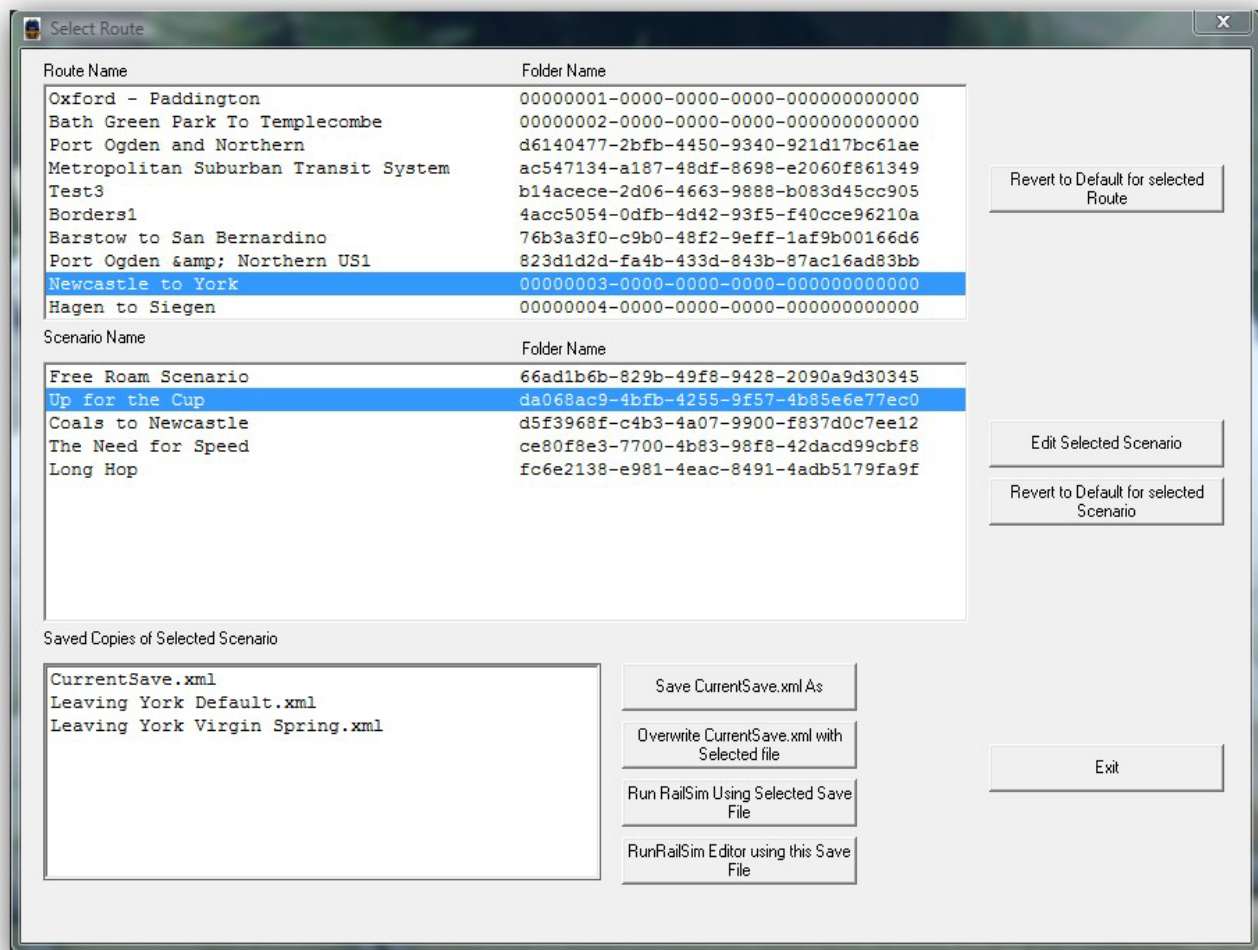 Select Route
X
Route Name Folder Name
Oxford - Paddington 00000001-0000-0000-0000-000000000000
Bath Green Park To Templecombe 00000002-0000-0000-0000-000000000000
Port Ogden and Northern d6140477-2bfb-4450-9340-921d17bc61ae
Metropolitan Suburban Transit System ac547134-a187-48df-8698-e2060f861349
Test3 b14acece-2d06-4663-9888-b083d45cc905
Borders1 4acc5054-0dfb-4d42-93f5-f40cce96210a
Barstow to San Bernardino 76b3a3f0-c9b0-48f2-9eff-1af9b00166d6
Port Ogden &amp; Northern US1 823d1d2d-fa4b-433d-843b-87ac16ad83bb
Newcastle to York 00000003-0000-0000-0000-000000000000
Hagen to Siegen 00000004-0000-0000-0000-000000000000
Revert to Default for selected
Route
Scenario Name Folder Name
Free Roam Scenario 66ad1b6b-829b-49f8-9428-2090a9d30345
Up for the Cup da068ac9-4bfb-4255-9f57-4b85e6e77ec0
Coals to Newcastle d5f3968f-c4b3-4a07-9900-f837d0c7ee12
The Need for Speed ce80f8e3-7700-4b83-98f8-42dacd99cbf8
Long Hop fc6e2138-e981-4eac-8491-4adb5179fa9f
Edit Selected Scenario
Revert to Default for selected
Scenario
Saved Copies of Selected Scenario
CurrentSave.xml
Leaving York Default.xml
Leaving York Virgin Spring.xml
Save CurrentSave.xml As
Overwrite CurrentSave.xml with
Selected file
Run RailSim Using Selected Save
File
RunRailSim Editor using this Save
File
Exit